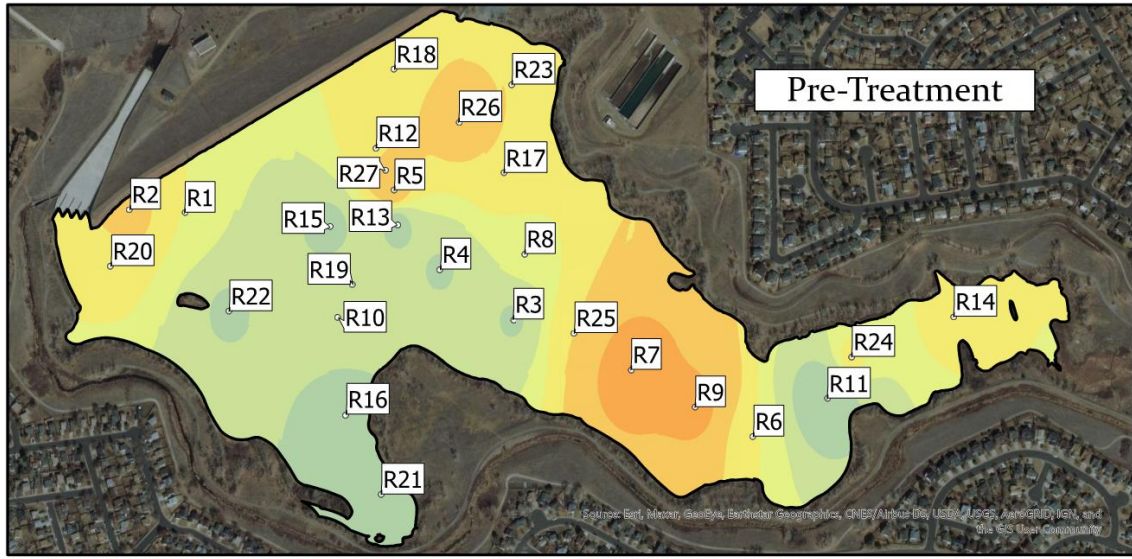 Pre-Treatment
R18
R23
R26
R12
R27
R5
R17
R2
R1
R15
R13
R20
R4
R8
R19
R22
R10
R3
R25
R14
R7
R24
R11
R9
R16
R6
R21
Source: Esri, Maxar, GeoEye, Earthstar Geographics, CNES/Airbus DS, USDA, USGS, AeroGRID, IGN, and
the GIS User Community